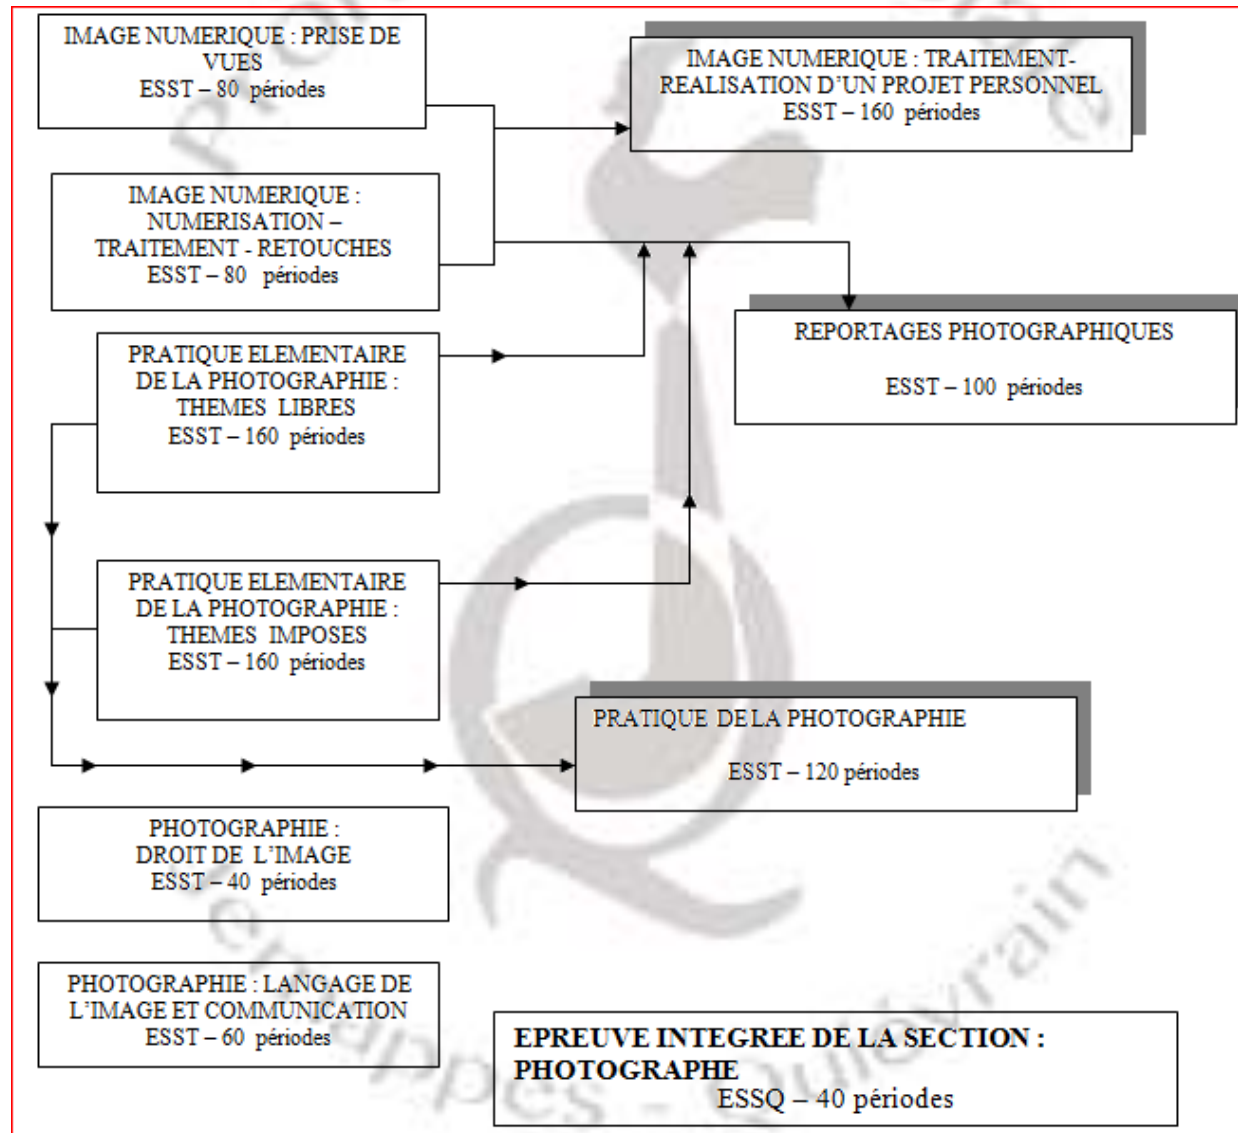 IMAGE NUMERIQUE : PRISE DE
VUES
ESST – 80 périodes
IMAGE NUMERIQUE : TRAITEMENT-
REALISATION D’UN PROJET PERSONNEL
ESST – 160 périodes
IMAGE NUMERIQUE :
NUMERISATION –
TRAITEMENT - RETOUCHES
ESST – 80 périodes
REPORTAGES PHOTOGRAPHIQUES
ESST – 100 périodes
PRATIQUE ELEMENTAIRE
DE LA PHOTOGRAPHIE :
THEMES LIBRES
ESST – 160 périodes
PRATIQUE ELEMENTAIRE
DE LA PHOTOGRAPHIE :
THEMES IMPOSES
ESST – 160 périodes
PRATIQUE DE LA PHOTOGRAPHIE
ESST – 120 périodes
PHOTOGRAPHIE :
DROIT DE L’IMAGE
ESST – 40 périodes
PHOTOGRAPHIE : LANGAGE DE
L’IMAGE ET COMMUNICATION
ESST – 60 périodes
EPREUVE INTEGREE DE LA SECTION :
PHOTOGRAPHE
ESSQ – 40 périodes
Jemappes - Quiévrain